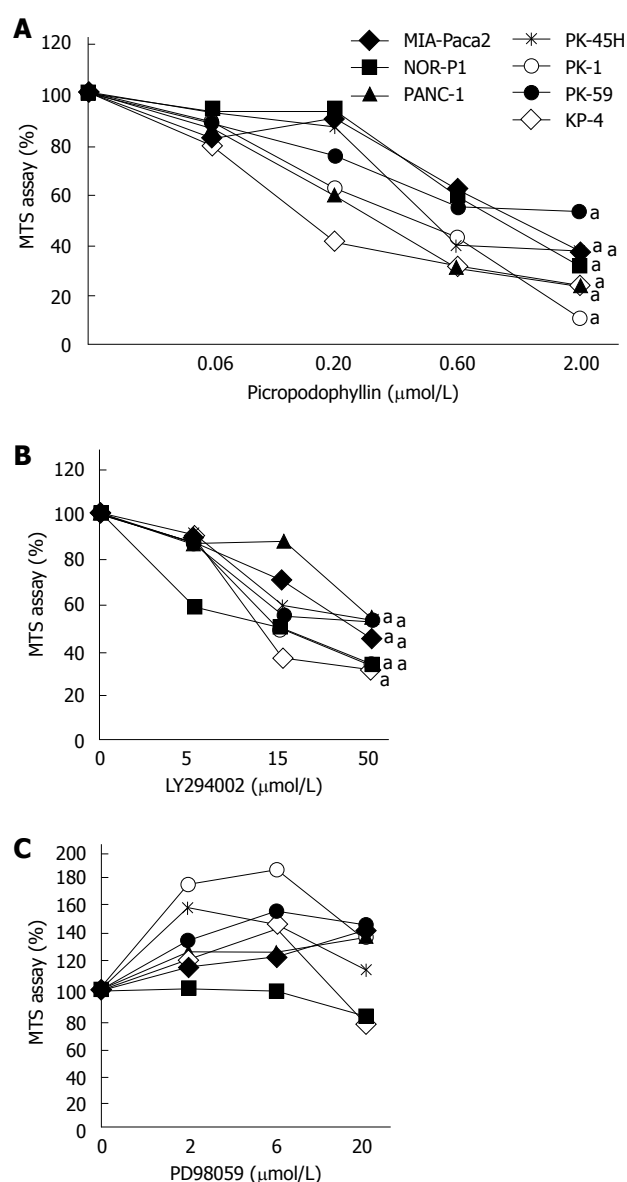 A
120
100
80
60
40
20
0
MTS assay (%)
MIA-Paca2
NOR-P1
PANC-1
PK-45H
PK-1
PK-59
KP-4
a
a a
a
a
a
a
0.06 0.20 0.60 2.00
Picropodophyllin (μmol/L)
B
120
100
80
60
40
20
0
MTS assay (%)
a a
a
a a
a
0 5 15 50
LY294002 (μmol/L)
C
200
180
160
140
120
100
80
60
40
20
0
MTS assay (%)
0 2 6 20
PD98059 (μmol/L)